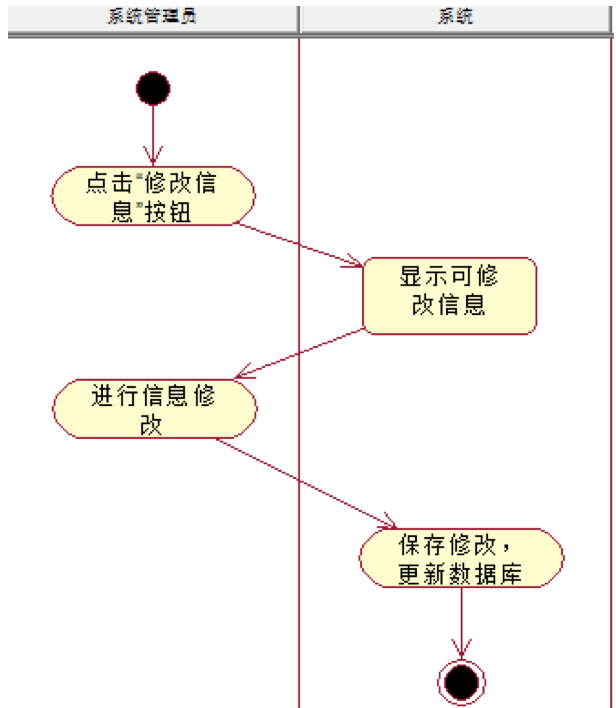 系统管理员
系统
点击“修改信
息”按钮
显示可修
改信息
进行信息修
改
保存修改，
更新数据库